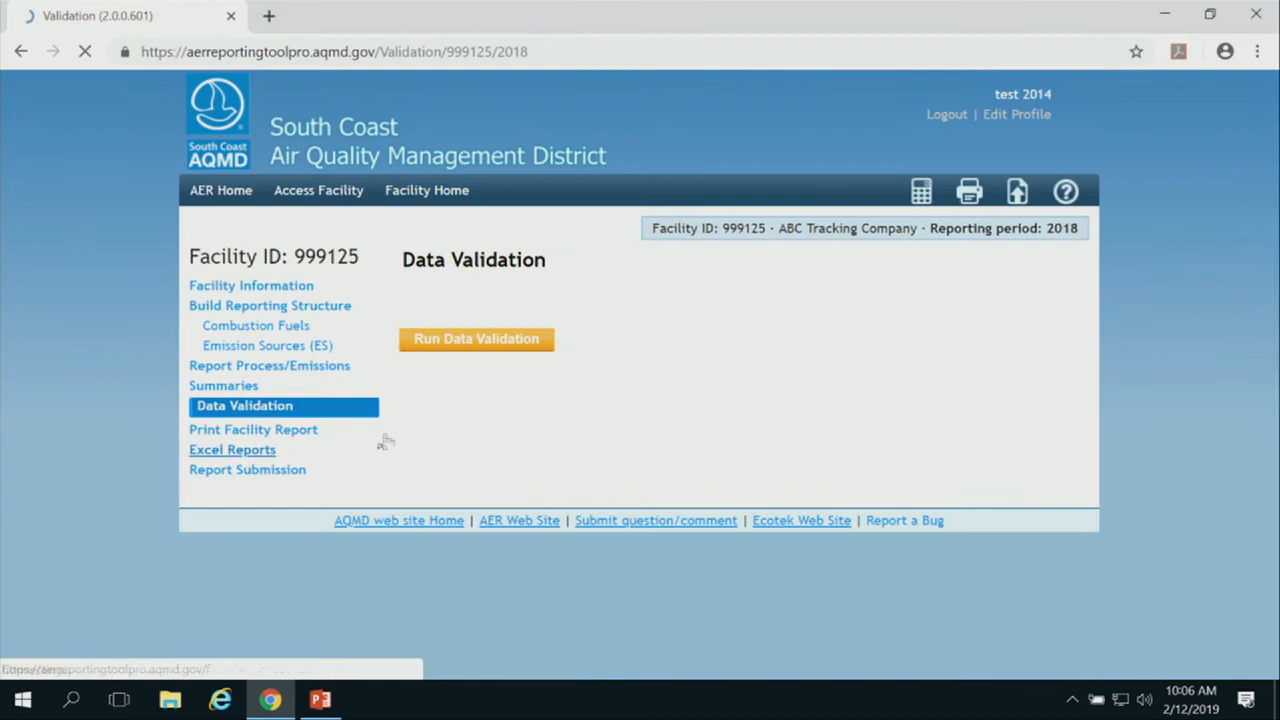 Validation (2.0.0.601)
https://aerreportingtoolpro.aqmd.gov/Validation/999125/2018
test 2014
Logout | Edit Profile
South Coast
AQMD
South Coast
Air Quality Management District
AER Home Access Facility Facility Home
Facility ID: 999125 · ABC Tracking Company · Reporting period: 2018
Facility ID: 999125
Data Validation
Facility Information
Build Reporting Structure
Combustion Fuels
Emission Sources (ES)
Report Process/Emissions
Summaries
Data Validation
Print Facility Report
Excel Reports
Report Submission
Run Data Validation
AQMD web site Home | AER Web Site | Submit question/comment | Ecotek Web Site | Report a Bug
10:06 AM
2/12/2019